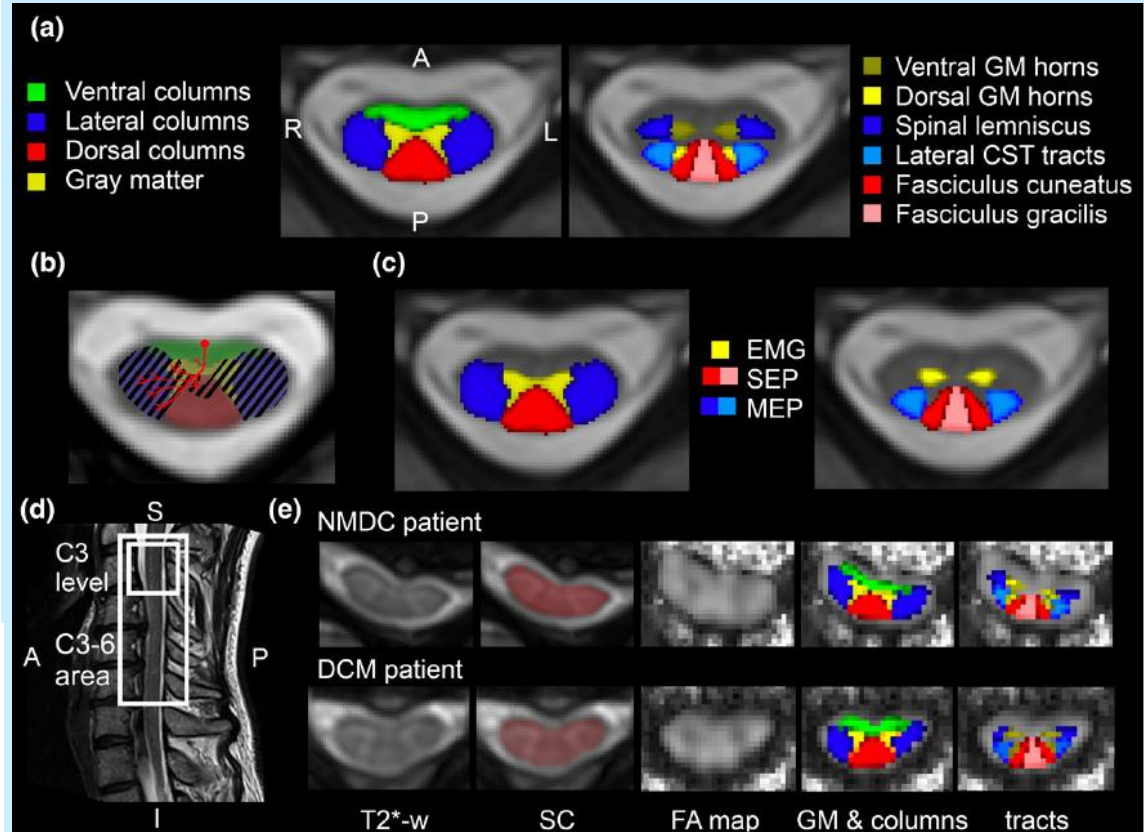 (a)
Ventral columns
Lateral columns
Dorsal columns
Gray matter
A
R
L
P
Ventral GM horns
Dorsal GM horns
Spinal lemniscus
Lateral CST tracts
Fasciculus cuneatus
Fasciculus gracilis
(b)
(c)
EMG
SEP
MEP
(d)
S
C3
level
A
C3-6
area
P
I
(e)
NMDC patient
DCM patient
T2*-w
SC
FA map
GM & columns
tracts